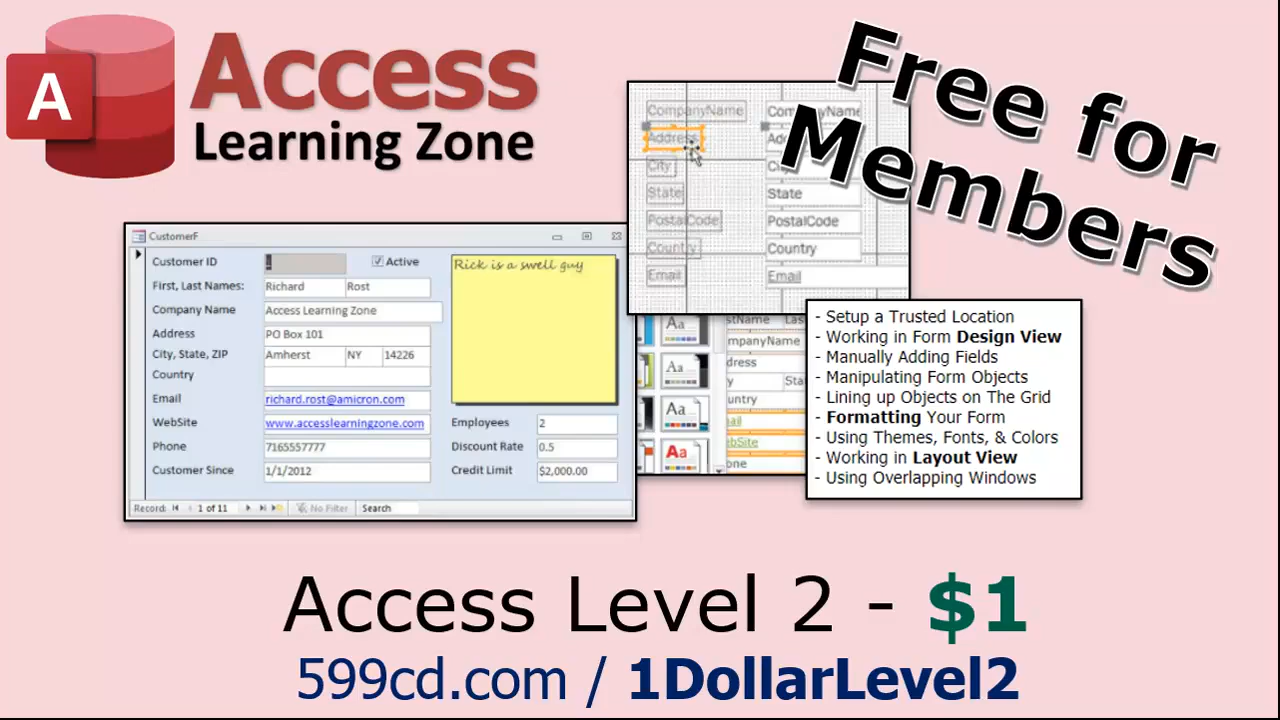 A
Access
Learning Zone
Free for
Members
CompanyName CompanyName
Address
City
State State
PostalCode PostalCode
Country Country
Email Email
CustomerF
Customer ID Active
First, Last Names: Richard Rost
Company Name Access Learning Zone
Address PO Box 101
City, State, ZIP Amherst NY 14226
Country
Email richard.rost@amicron.com
WebSite www.accesslearningzone.com
Phone 7165557777
Customer Since 1/1/2012
Rick is a swell guy
Employees 2
Discount Rate 0.5
Credit Limit $2,000.00
Record: 1 of 11 No Filter Search
Aa
Aa
Aa
Aa
- Setup a Trusted Location
- Working in Form Design View
- Manually Adding Fields
- Manipulating Form Objects
- Lining up Objects on The Grid
- Formatting Your Form
- Using Themes, Fonts, & Colors
- Working in Layout View
- Using Overlapping Windows
Access Level 2 - $1
599cd.com / 1DollarLevel2